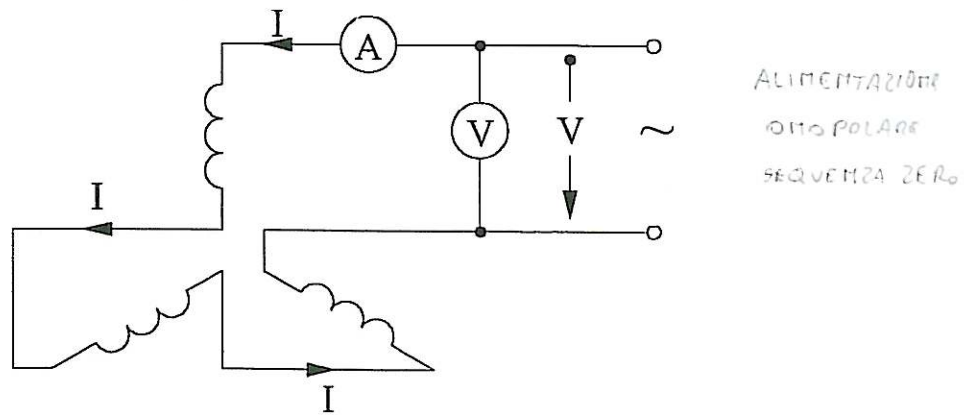 I
A
V
V
~
I
I
ALIMENTAZIONE
OMOPOLARE
SEQUENZA ZERO